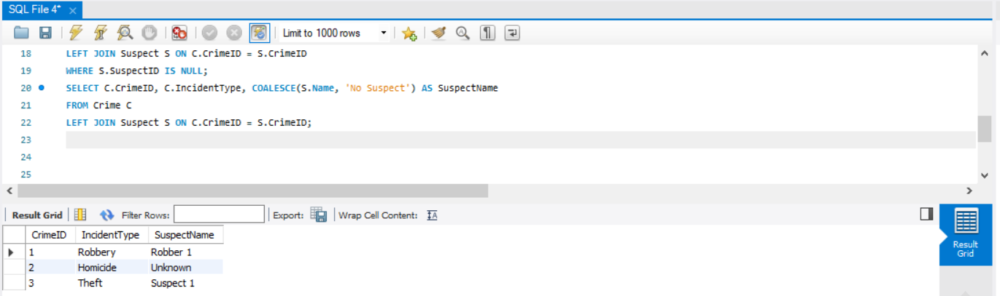 SQL File 4* ×
Limit to 1000 rows
18 LEFT JOIN Suspect S ON C.CrimeID = S.CrimeID
19 WHERE S.SuspectID IS NULL;
20 SELECT C.CrimeID, C.IncidentType, COALESCE(S.Name, 'No Suspect') AS SuspectName
21 FROM Crime C
22 LEFT JOIN Suspect S ON C.CrimeID = S.CrimeID;
23
24
25
Result Grid Filter Rows: Export: Wrap Cell Content: IA
CrimeID IncidentType SuspectName
1 Robbery Robber 1
2 Homicide Unknown
3 Theft Suspect 1
Result
Grid